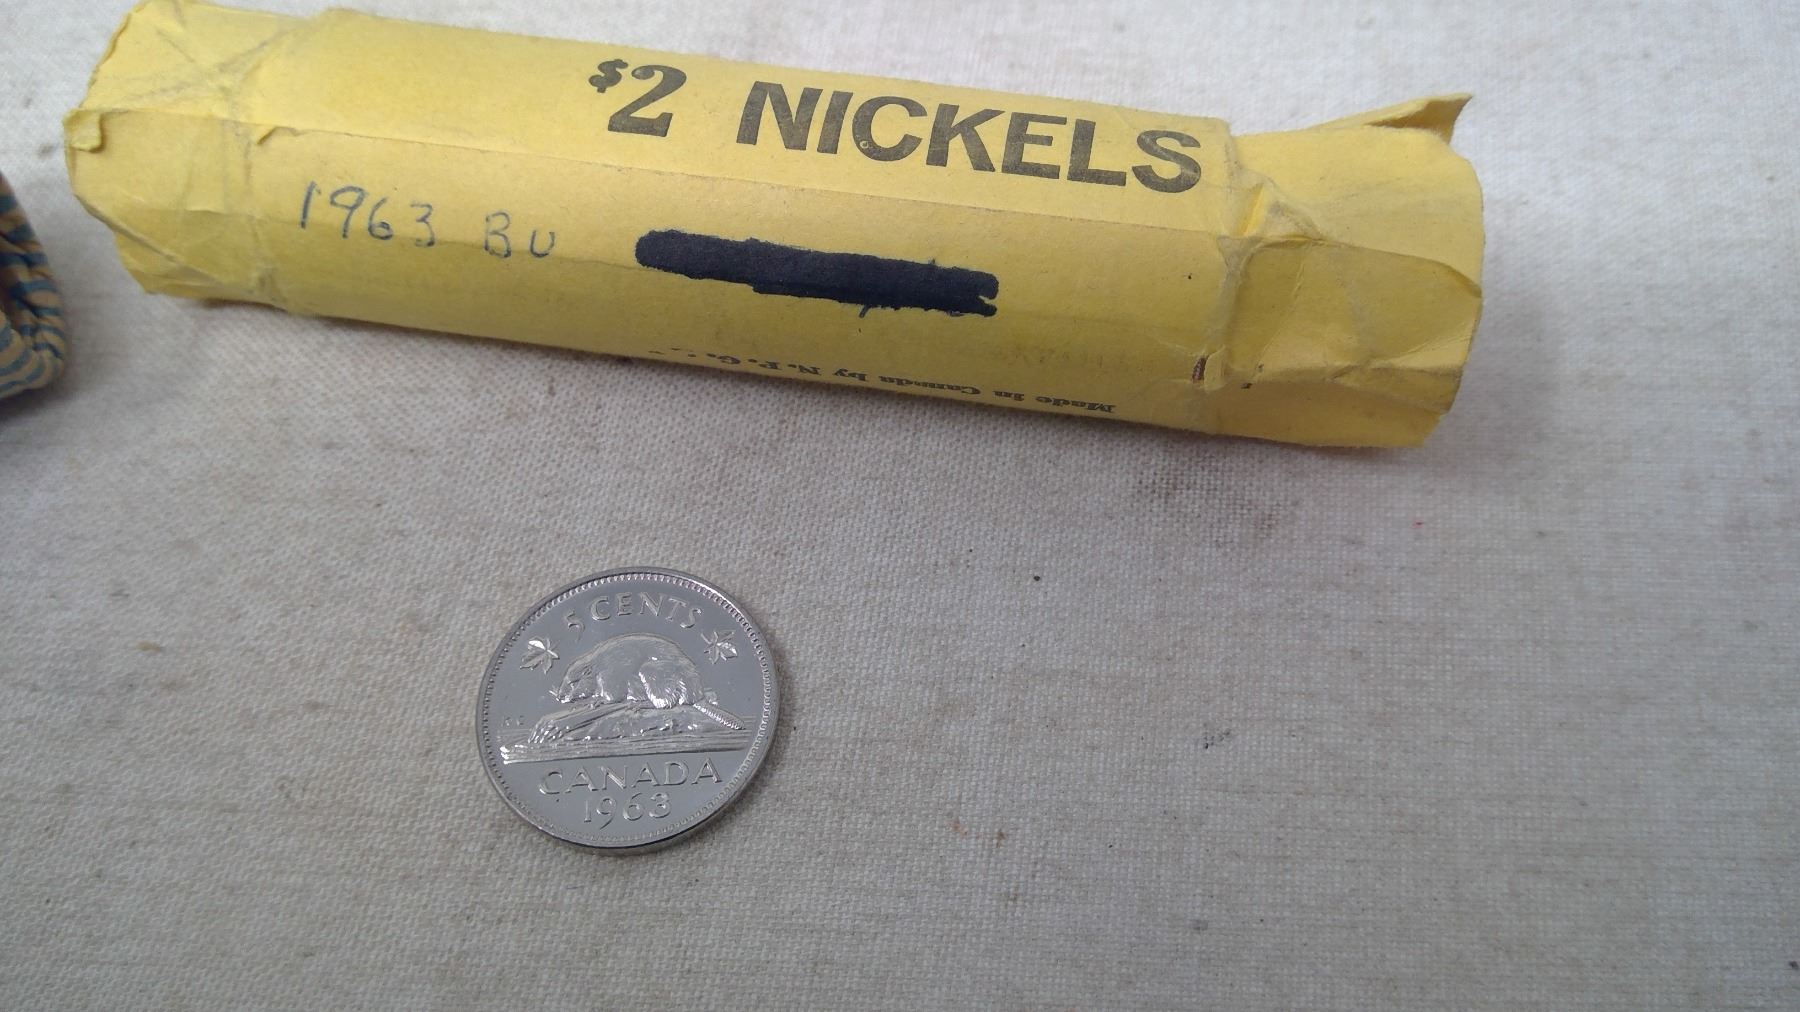 $2 NICKELS
1963 BU
Made in Canada by N. P. C.
5 CENTS
CANADA
1963